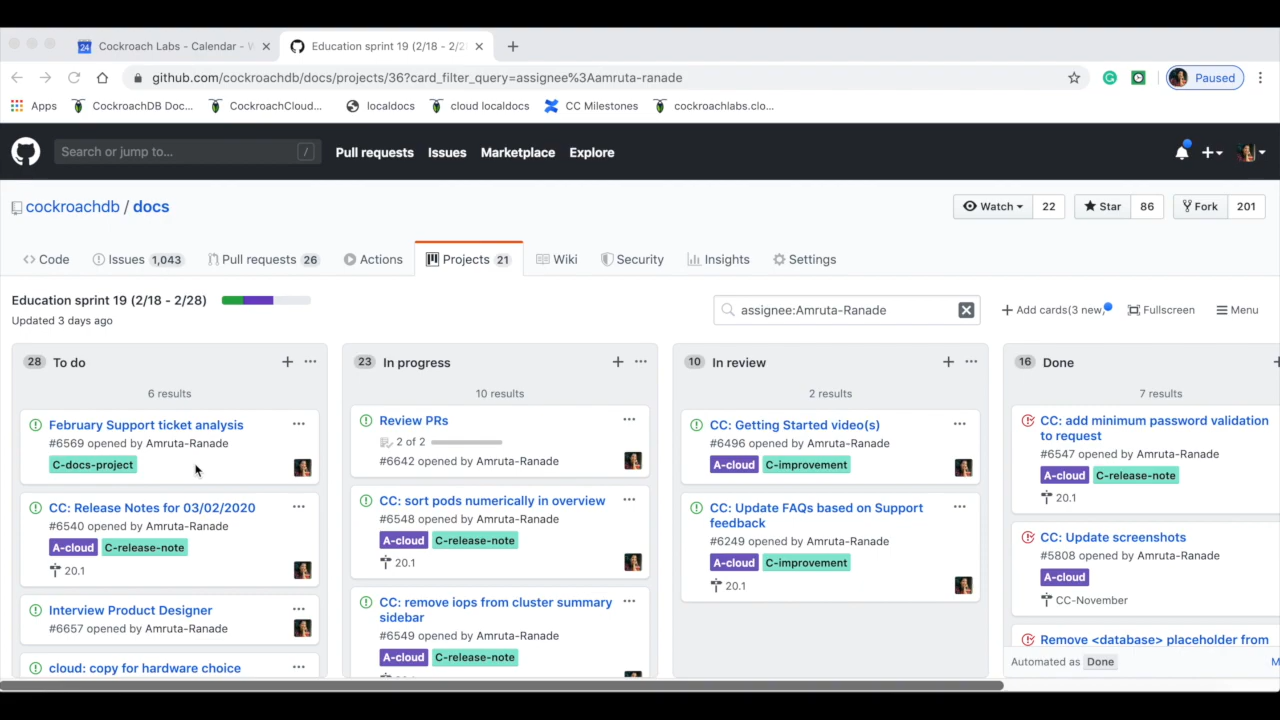 24 Cockroach Labs - Calendar - W
Education sprint 19 (2/18 - 2/2
github.com/cockroachdb/docs/projects/36?card_filter_query=assignee%3Aamruta-ranade
Paused
Apps CockroachDB Doc... CockroachCloud... localdocs cloud localdocs CC Milestones cockroachlabs.clo...
Search or jump to... / Pull requests Issues Marketplace Explore
cockroachdb / docs
Watch 22 Star 86 Fork 201
Code Issues 1,043 Pull requests 26 Actions Projects 21 Wiki Security Insights Settings
Education sprint 19 (2/18 - 2/28)
Updated 3 days ago
assignee:Amruta-Ranade
Add cards(3 new) Fullscreen Menu
28 To do
6 results
February Support ticket analysis
#6569 opened by Amruta-Ranade
C-docs-project
CC: Release Notes for 03/02/2020
#6540 opened by Amruta-Ranade
A-cloud C-release-note
20.1
Interview Product Designer
#6657 opened by Amruta-Ranade
cloud: copy for hardware choice
23 In progress
10 results
Review PRs
2 of 2
#6642 opened by Amruta-Ranade
CC: sort pods numerically in overview
#6548 opened by Amruta-Ranade
A-cloud C-release-note
20.1
CC: remove iops from cluster summary
sidebar
#6549 opened by Amruta-Ranade
A-cloud C-release-note
10 In review
2 results
CC: Getting Started video(s)
#6496 opened by Amruta-Ranade
A-cloud C-improvement
CC: Update FAQs based on Support
feedback
#6249 opened by Amruta-Ranade
A-cloud C-improvement
20.1
16 Done
7 results
CC: add minimum password validation
to request
#6547 opened by Amruta-Ranade
A-cloud C-release-note
20.1
CC: Update screenshots
#5808 opened by Amruta-Ranade
A-cloud
CC-November
Remove <database> placeholder from
Automated as Done M